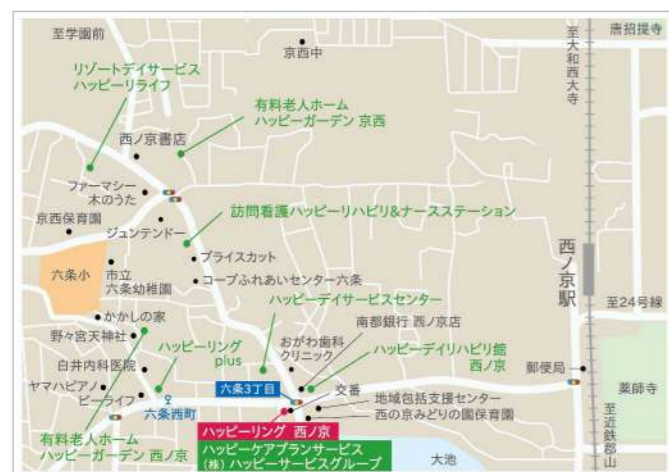 至学園前
京西中
至大和西大寺
唐招提寺
リゾートデイサービス
ハッピーリライフ
有料老人ホーム
ハッピーガーデン 京西
西ノ京書店
ファーマシー
木のうた
京西保育園
ジュンテンドー
訪問看護ハッピーリハビリ&ナースステーション
プライスカット
六条小
市立
六条幼稚園
コープふれあいセンター六条
西ノ京駅
至24号線
ハッピーデイサービスセンター
かかしの家
南都銀行 西ノ京店
野々宮天神社
ハッピーリング
plus
おがわ歯科
クリニック
ハッピーデイリハビリ館
西ノ京
白井内科医院
郵便局
薬師寺
ヤマハピアノ
ビーライフ
六条3丁目
交番
六条西町
地域包括支援センター
西の京みどりの園保育園
至近鉄郡山
有料老人ホーム
ハッピーガーデン 西ノ京
ハッピーリング 西ノ京
ハッピーケアプランサービス
(株) ハッピーサービスグループ
大池